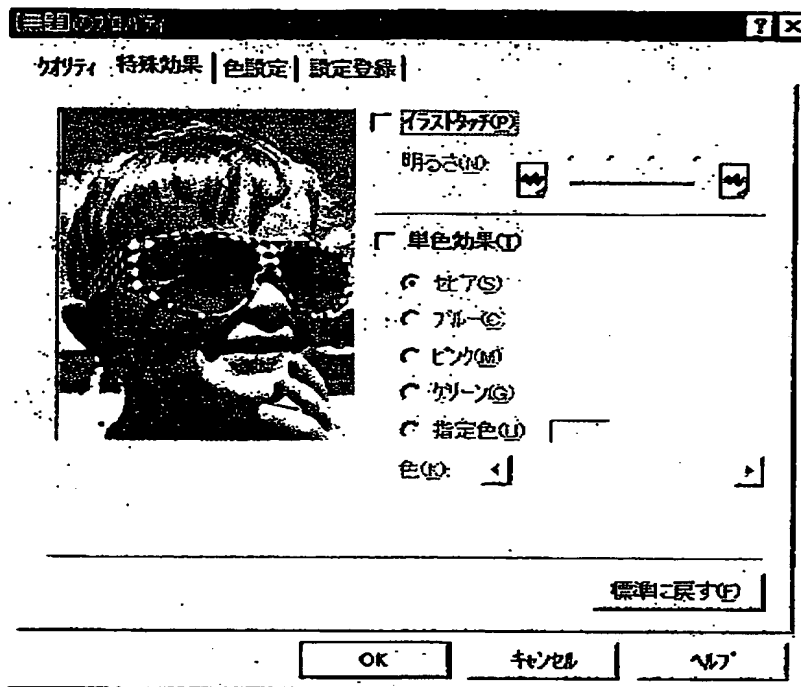 無題のプロパティ
クオリティ 特殊効果 色設定 設定登録
イラストタッチ(P)
明るさ(N):
単色効果(T)
セピア(S)
ブルー(C)
ピンク(M)
グリーン(G)
指定色(U)
色(K):
標準に戻す(F)
OK キャンセル ヘルプ